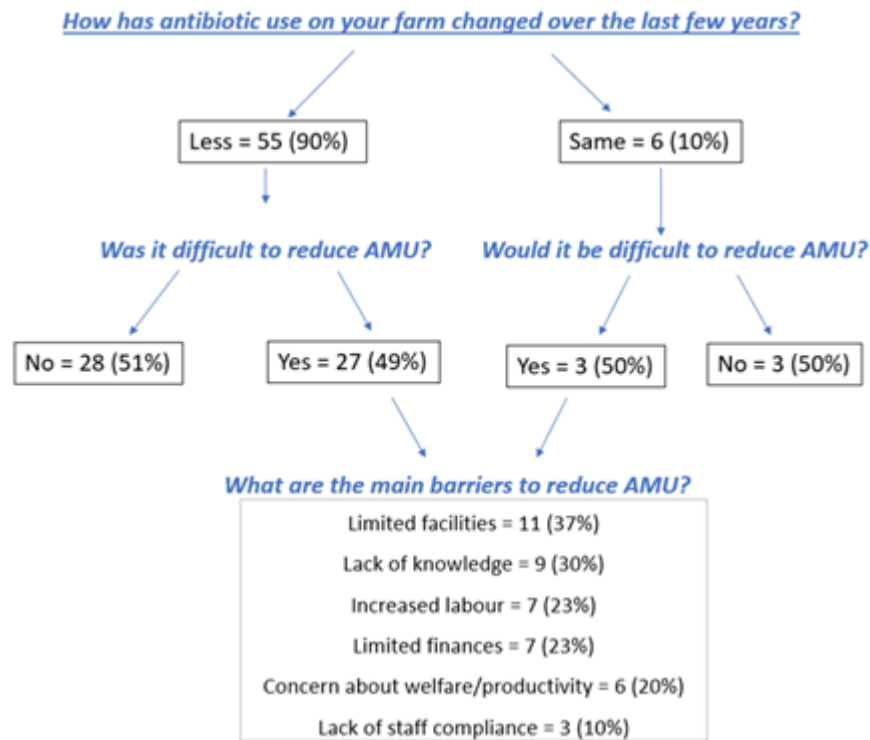 How has antibiotic use on your farm changed over the last few years?
Less = 55 (90%)
Same = 6 (10%)
Was it difficult to reduce AMU?
Would it be difficult to reduce AMU?
No = 28 (51%)
Yes = 27 (49%)
Yes = 3 (50%)
No = 3 (50%)
What are the main barriers to reduce AMU?
Limited facilities = 11 (37%)
Lack of knowledge = 9 (30%)
Increased labour = 7 (23%)
Limited finances = 7 (23%)
Concern about welfare/productivity = 6 (20%)
Lack of staff compliance = 3 (10%)